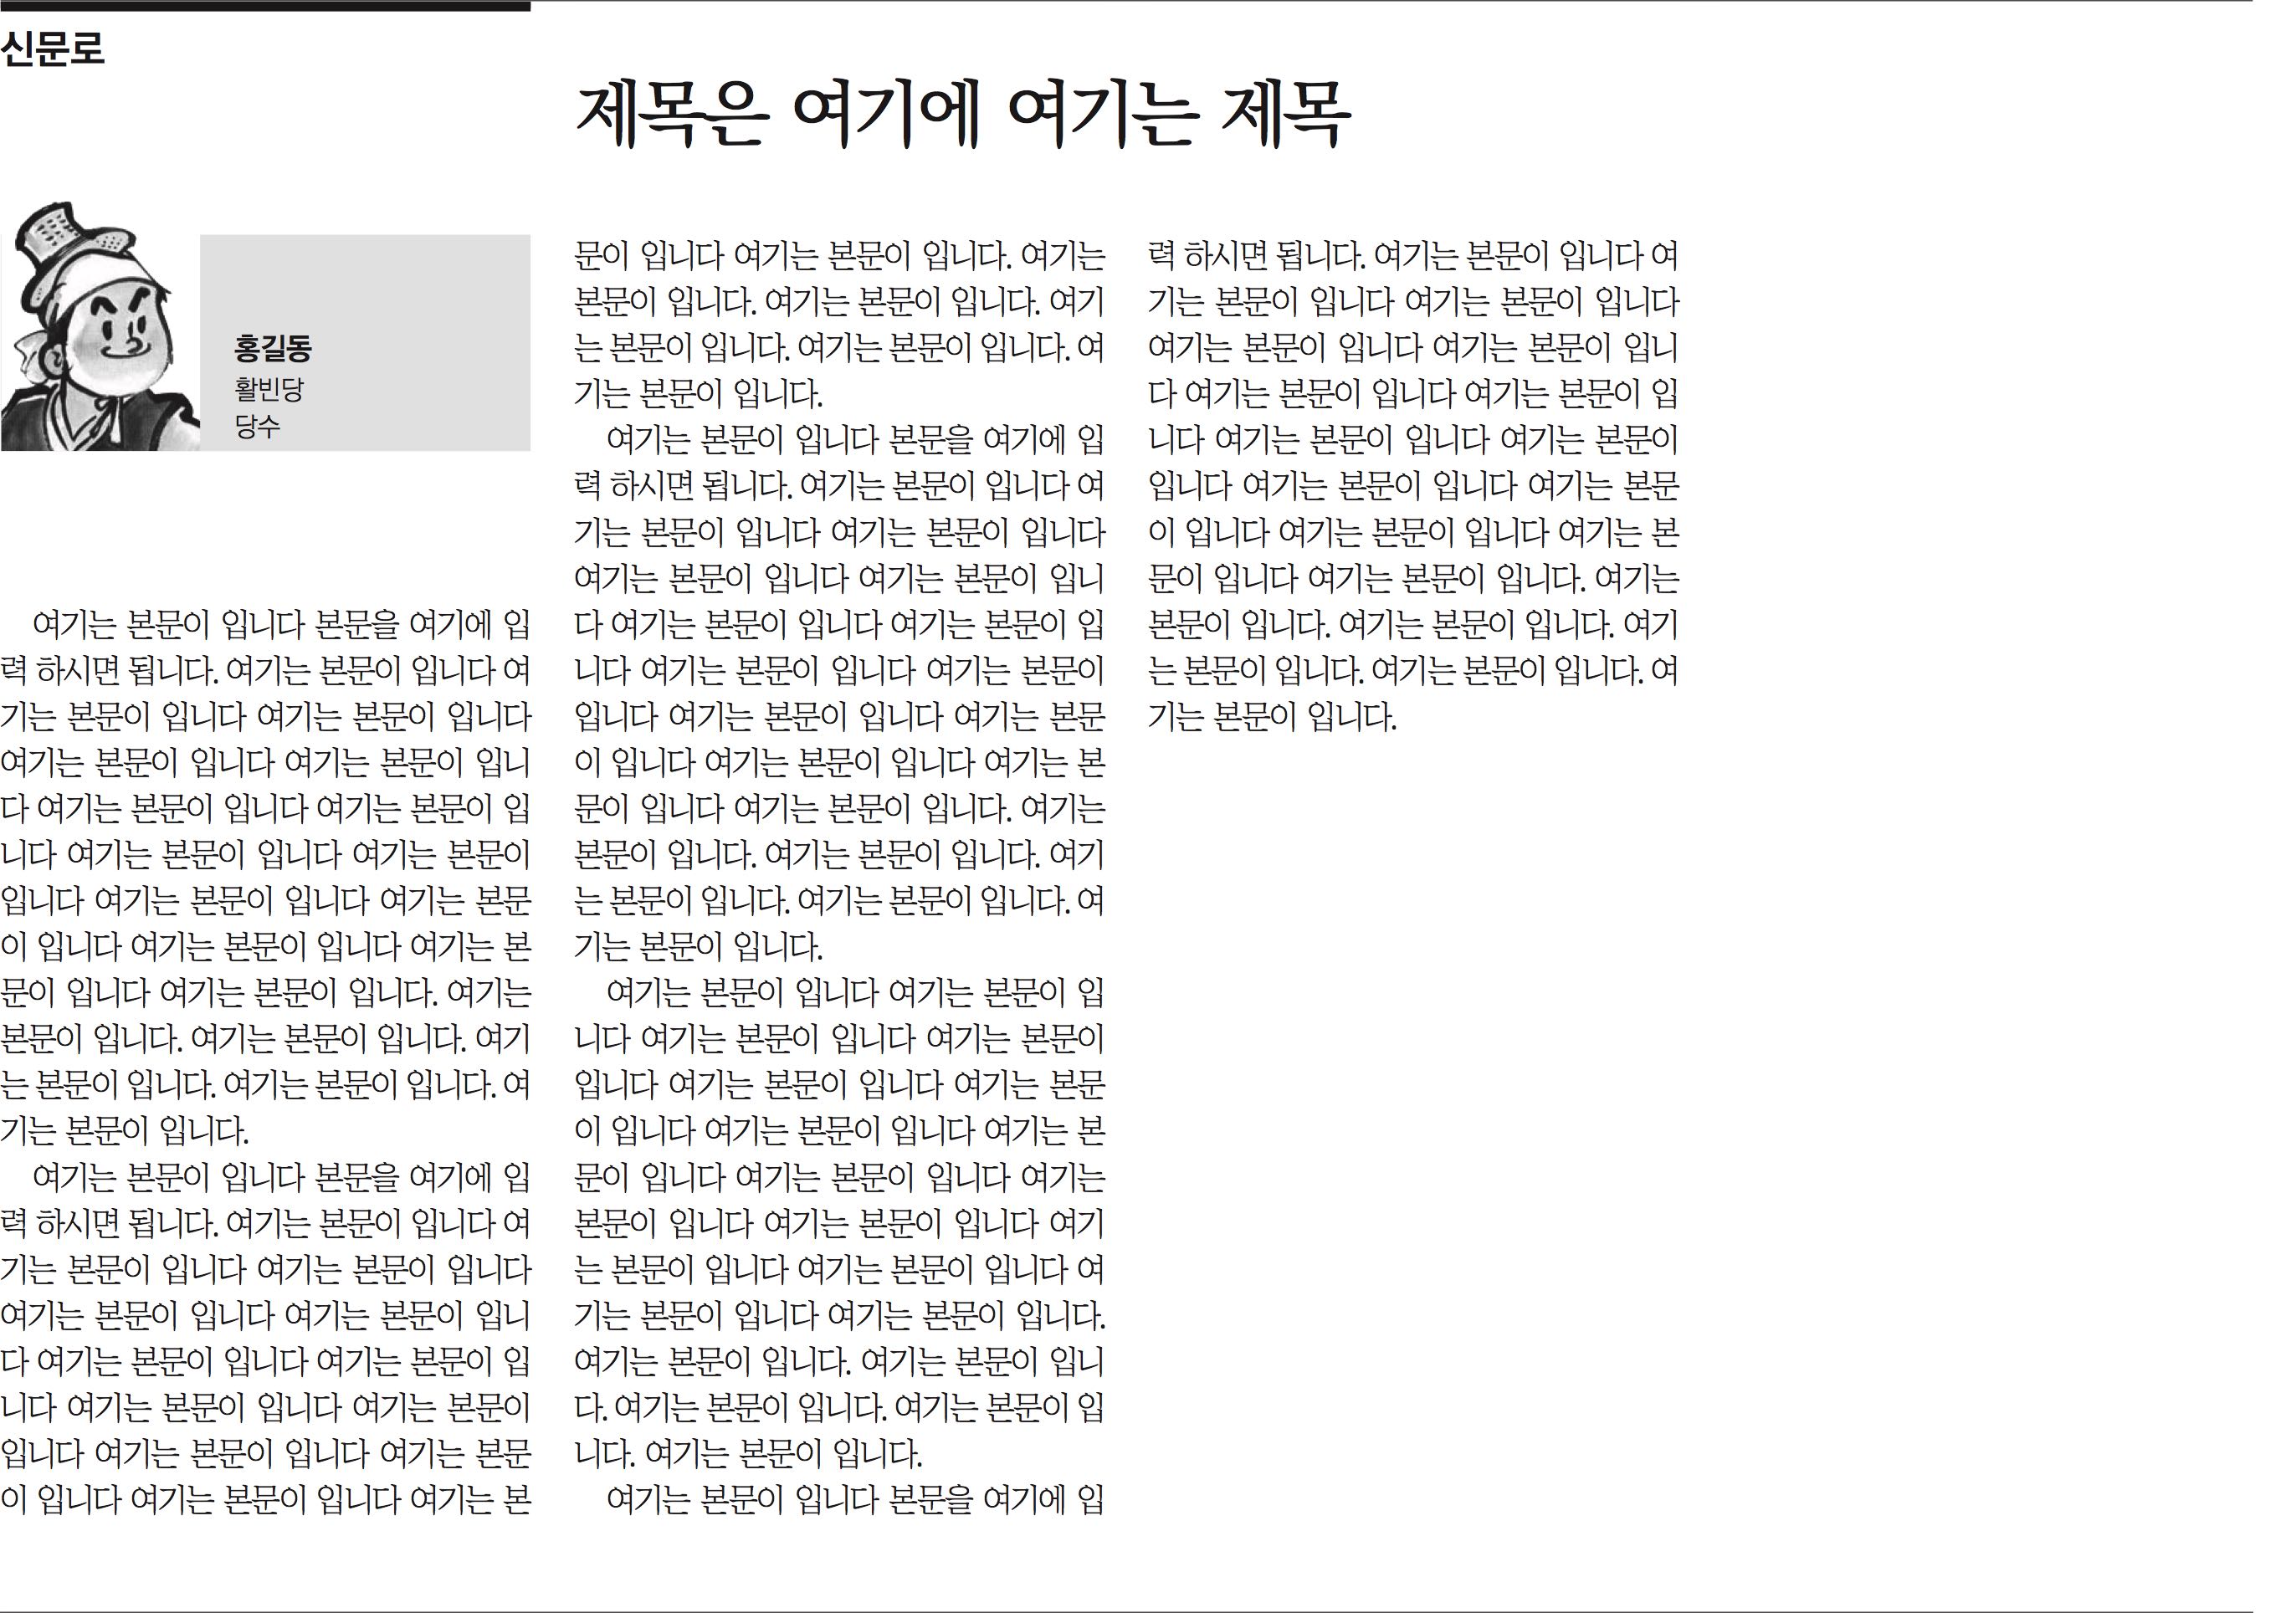 신문로
제목은 여기에 여기는 제목
홍길동
활빈당
당수
여기는 본문이 입니다 본문을 여기에 입
력 하시면 됩니다. 여기는 본문이 입니다 여
기는 본문이 입니다 여기는 본문이 입니다
여기는 본문이 입니다 여기는 본문이 입니
다 여기는 본문이 입니다 여기는 본문이 입
니다 여기는 본문이 입니다 여기는 본문이
입니다 여기는 본문이 입니다 여기는 본문
이 입니다 여기는 본문이 입니다 여기는 본
문이 입니다 여기는 본문이 입니다. 여기는
본문이 입니다. 여기는 본문이 입니다. 여기
는 본문이 입니다. 여기는 본문이 입니다. 여
기는 본문이 입니다.
여기는 본문이 입니다 본문을 여기에 입
력 하시면 됩니다. 여기는 본문이 입니다 여
기는 본문이 입니다 여기는 본문이 입니다
여기는 본문이 입니다 여기는 본문이 입니
다 여기는 본문이 입니다 여기는 본문이 입
니다 여기는 본문이 입니다 여기는 본문이
입니다 여기는 본문이 입니다 여기는 본문
이 입니다 여기는 본문이 입니다 여기는 본
문이 입니다 여기는 본문이 입니다. 여기는
본문이 입니다. 여기는 본문이 입니다. 여기
는 본문이 입니다. 여기는 본문이 입니다. 여
기는 본문이 입니다.
여기는 본문이 입니다 본문을 여기에 입
력 하시면 됩니다. 여기는 본문이 입니다 여
기는 본문이 입니다 여기는 본문이 입니다
여기는 본문이 입니다 여기는 본문이 입니
다 여기는 본문이 입니다 여기는 본문이 입
니다 여기는 본문이 입니다 여기는 본문이
입니다 여기는 본문이 입니다 여기는 본문
이 입니다 여기는 본문이 입니다 여기는 본
문이 입니다 여기는 본문이 입니다. 여기는
본문이 입니다. 여기는 본문이 입니다. 여기
는 본문이 입니다. 여기는 본문이 입니다. 여
기는 본문이 입니다.
여기는 본문이 입니다 여기는 본문이 입
니다 여기는 본문이 입니다 여기는 본문이
입니다 여기는 본문이 입니다 여기는 본문
이 입니다 여기는 본문이 입니다 여기는 본
문이 입니다 여기는 본문이 입니다 여기는
본문이 입니다 여기는 본문이 입니다 여기
는 본문이 입니다 여기는 본문이 입니다 여
기는 본문이 입니다 여기는 본문이 입니다.
여기는 본문이 입니다. 여기는 본문이 입니
다. 여기는 본문이 입니다. 여기는 본문이 입
니다. 여기는 본문이 입니다.
여기는 본문이 입니다 본문을 여기에 입
력 하시면 됩니다. 여기는 본문이 입니다 여
기는 본문이 입니다 여기는 본문이 입니다
여기는 본문이 입니다 여기는 본문이 입니
다 여기는 본문이 입니다 여기는 본문이 입
니다 여기는 본문이 입니다 여기는 본문이
입니다 여기는 본문이 입니다 여기는 본문
이 입니다 여기는 본문이 입니다 여기는 본
문이 입니다 여기는 본문이 입니다. 여기는
본문이 입니다. 여기는 본문이 입니다. 여기
는 본문이 입니다. 여기는 본문이 입니다. 여
기는 본문이 입니다.